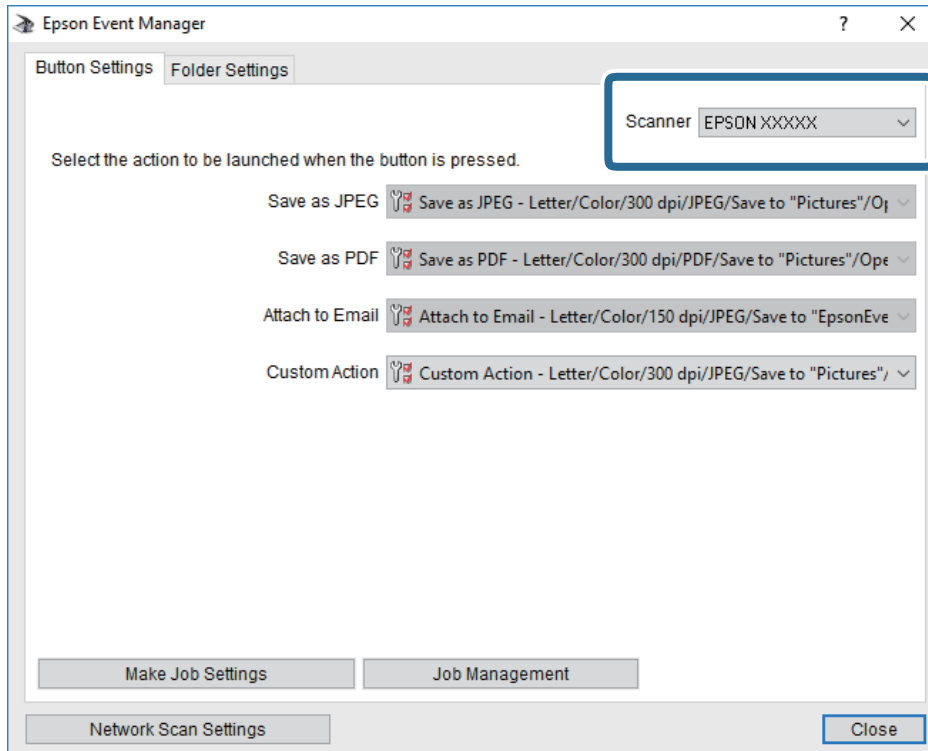 Epson Event Manager
?
Button Settings Folder Settings
Scanner EPSON XXXXX
Select the action to be launched when the button is pressed.
Save as JPEG Save as JPEG - Letter/Color/300 dpi/JPEG/Save to "Pictures"/Op
Save as PDF Save as PDF - Letter/Color/300 dpi/PDF/Save to "Pictures"/Ope
Attach to Email Attach to Email - Letter/Color/150 dpi/JPEG/Save to "EpsonEve
Custom Action Custom Action - Letter/Color/300 dpi/JPEG/Save to "Pictures"/
Make Job Settings Job Management
Network Scan Settings Close